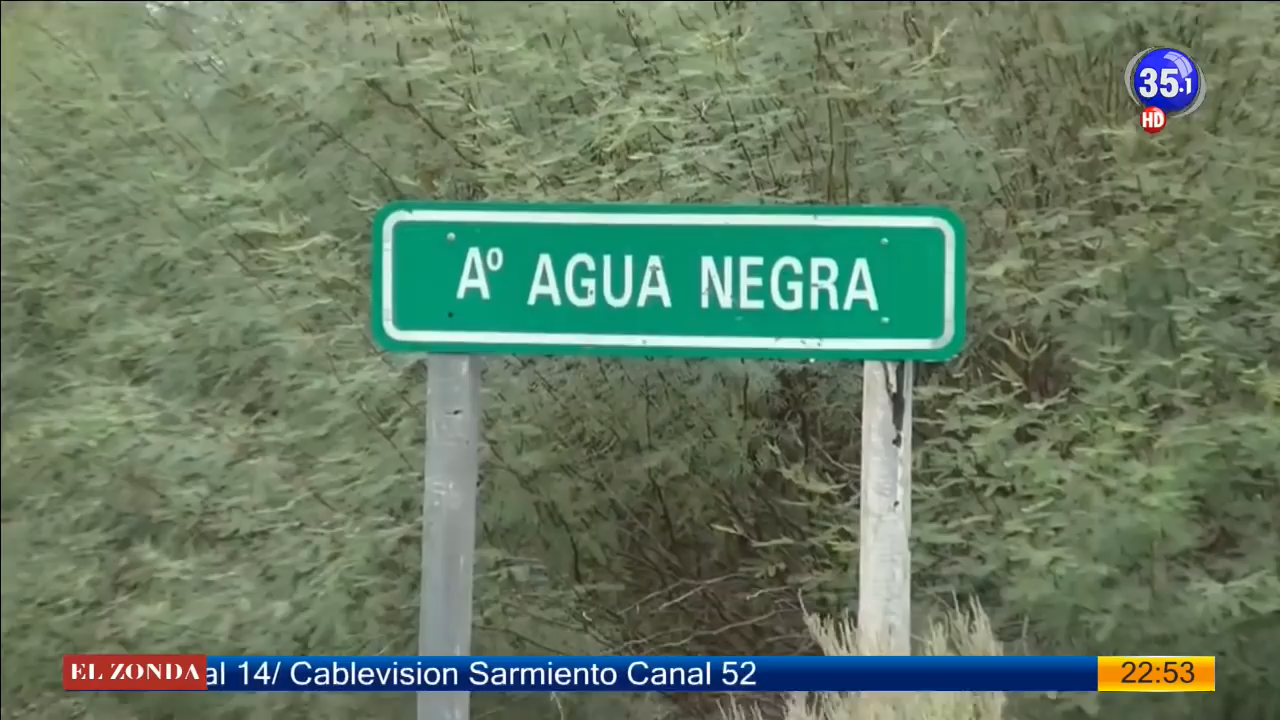 35.1
HD
Aº AGUA NEGRA
EL ZONDA
al 14/ Cablevision Sarmiento Canal 52
22:53